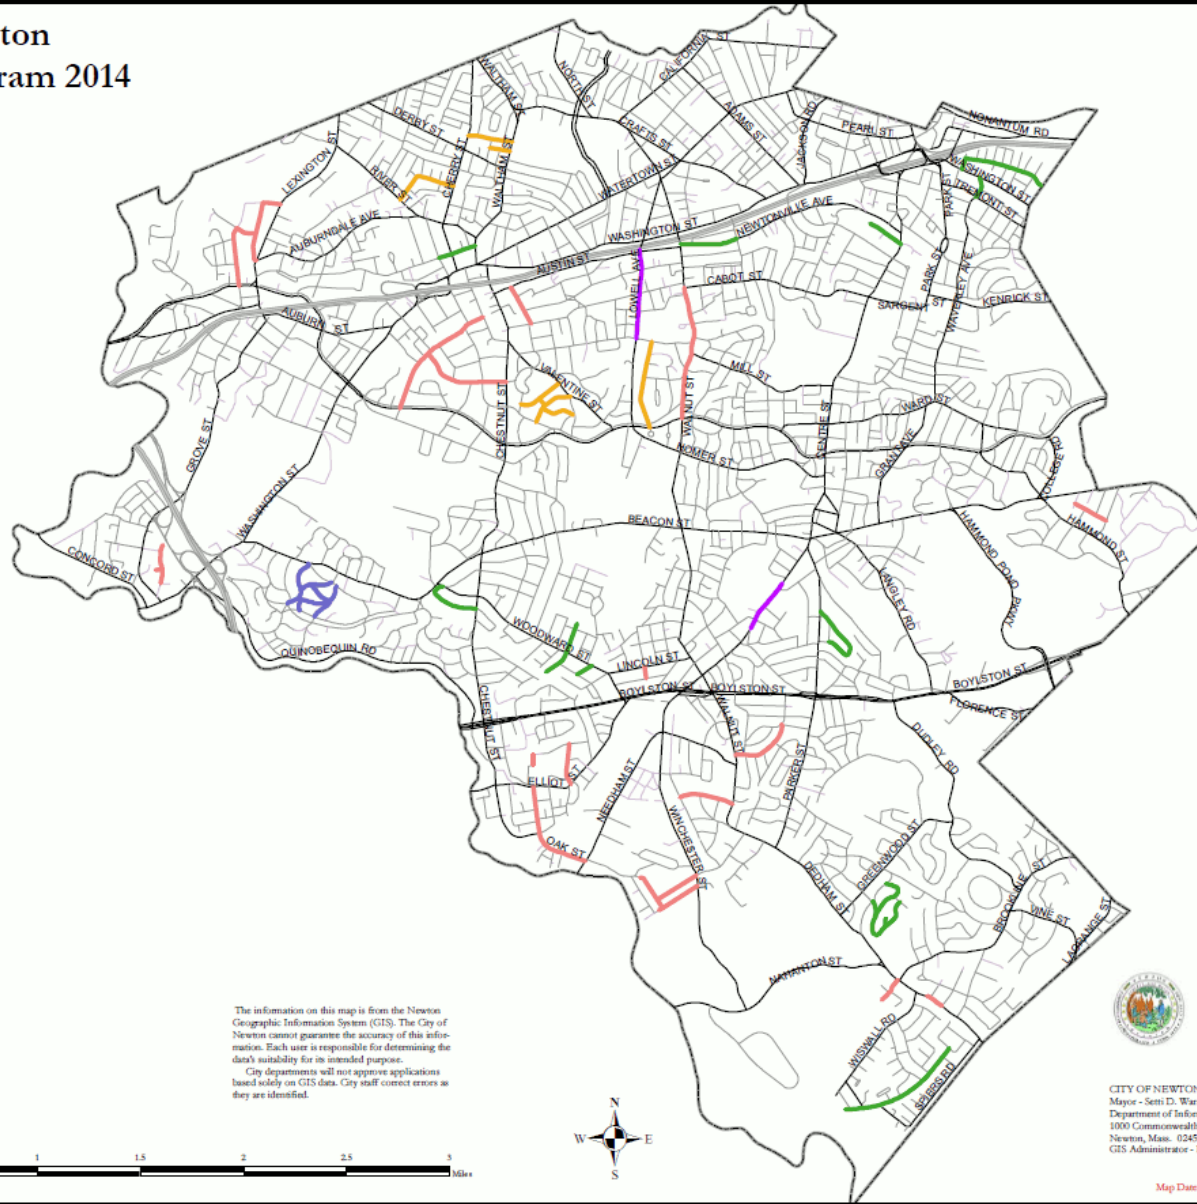 ton
ram 2014
CALIFORNIA ST
WALTHAM ST
NORTH ST
DERBY ST
CRAFTS ST
ADAMS ST
JACKSON RD
PEARL ST
NONANTUM RD
LEXINGTON ST
RIVER ST
CHERRY ST
WALTHAM ST
WATERTOWN ST
WASHINGTON ST
TREMONT ST
PARK ST
AUBURNDALE AVE
WASHINGTON ST
NEWTONVILLE AVE
AUSTIN ST
LOWELL AVE
CABOT ST
PARK ST
WAVERLEY AVE
SARGENT ST
KENRICK ST
AUBURN ST
VALENTINE ST
MILL ST
CHESTNUT ST
WALNUT ST
CENTRE ST
WARD ST
GROVE ST
HOMER ST
GRANT AVE
COLLEGE RD
WASHINGTON ST
BEACON ST
HAMMOND ST
HAMMOND POND PKWY
CONCORD ST
LANGLEY RD
WOODWARD ST
QUINOBEQUIN RD
LINCOLN ST
BOYLSTON ST
BOYLSTON ST
BOYLSTON ST
FLORENCE ST
CHESTNUT ST
WALNUT ST
DUDLEY RD
ELLIOT ST
NEEDHAM ST
PARKER ST
WINCHESTER ST
OAK ST
GREENWOOD ST
DEDHAM ST
BROOKLINE ST
VINE ST
LAGRANGE ST
NAHANTON ST
WISWALL RD
SPIERS RD
The information on this map is from the Newton
Geographic Information System (GIS). The City of
Newton cannot guarantee the accuracy of this infor-
mation. Each user is responsible for determining the
data's suitability for its intended purpose.
City departments will not approve applications
based solely on GIS data. City staff correct errors as
they are identified.
N
W E
S
1 1.5 2 2.5 3
Miles
CITY OF NEWTON
Mayor - Setti D. War
Department of Infor
1000 Commonwealth
Newton, Mass. 0245
GIS Administrator -
Map Date